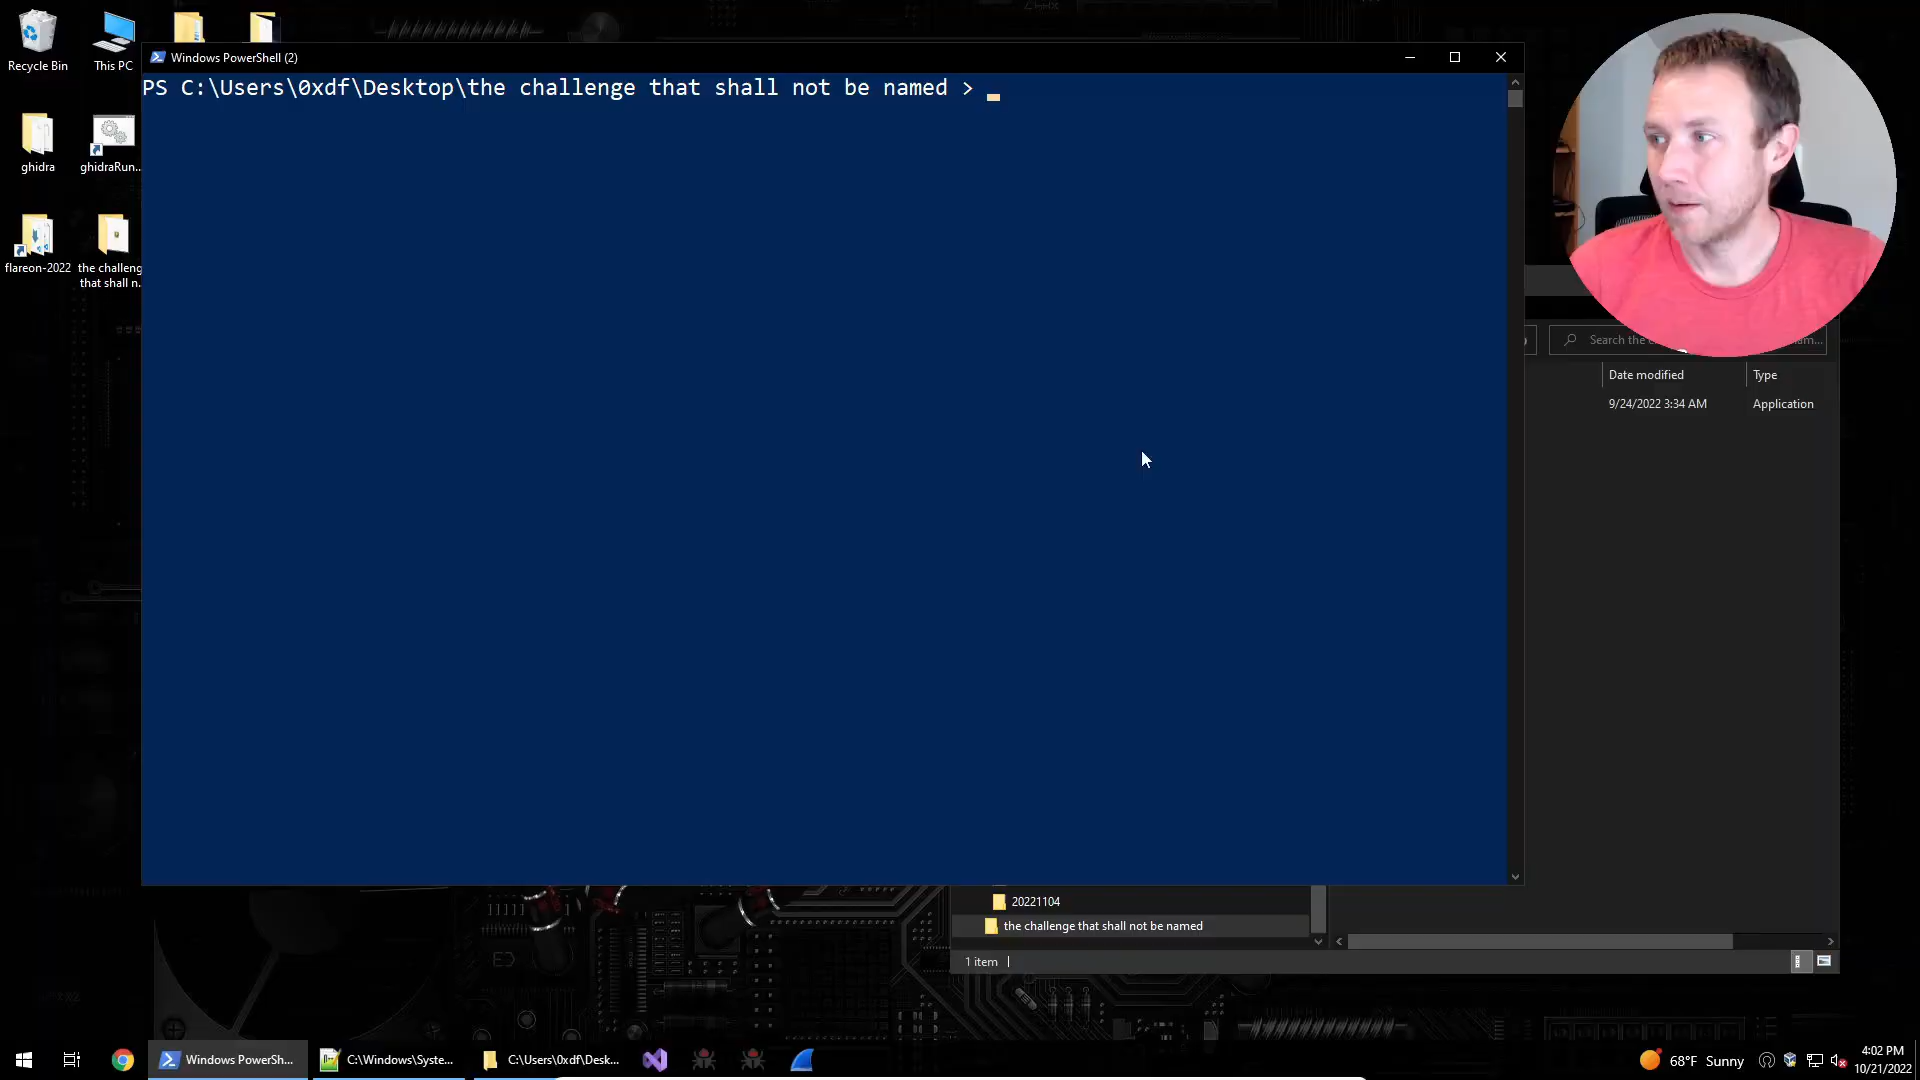 Recycle Bin
This PC
ghidra
ghidraRun...
flareon-2022
the challeng
that shall n...
Windows PowerShell (2)
PS C:\Users\0xdf\Desktop\the challenge that shall not be named >
Search the
am...
Date modified
Type
9/24/2022 3:34 AM
Application
20221104
the challenge that shall not be named
1 item
Windows PowerSh...
C:\Windows\Syste...
C:\Users\0xdf\Desk...
68°F Sunny
4:02 PM
10/21/2022